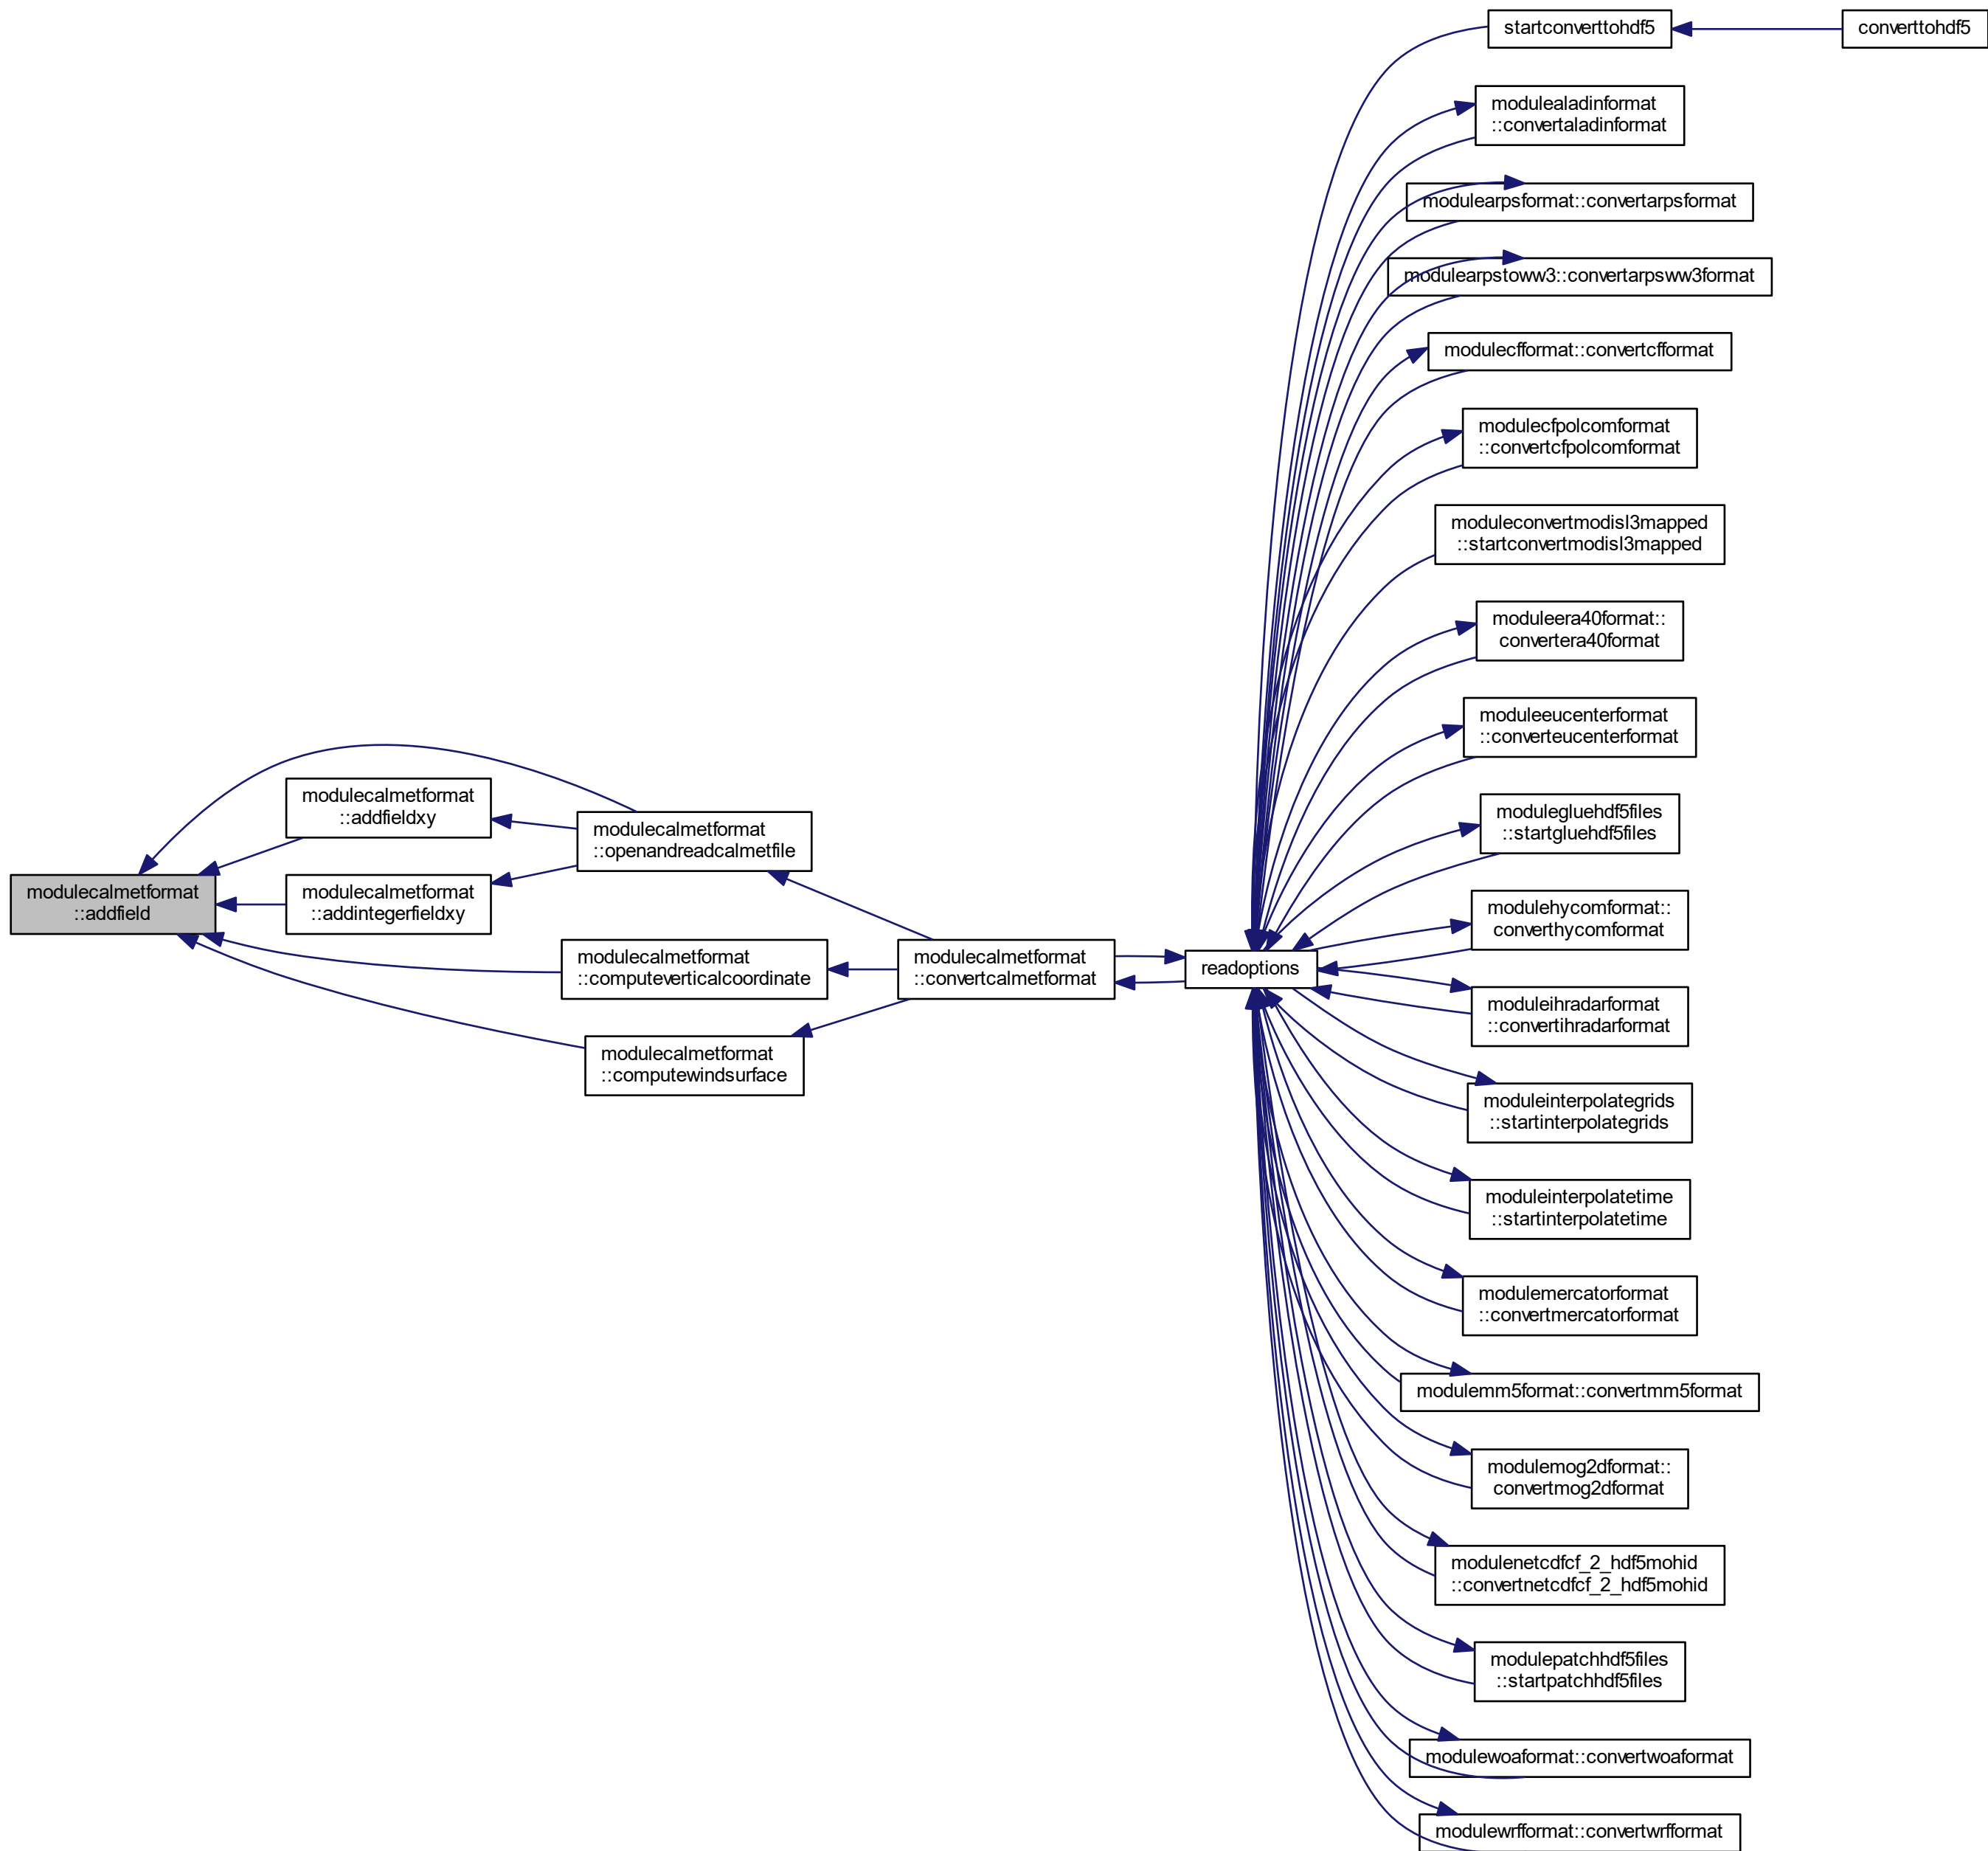 modulecalmetformat
::addfield
modulecalmetformat
::addfieldxy
modulecalmetformat
::addintegerfieldxy
modulecalmetformat
::openandreadcalmetfile
modulecalmetformat
::computeverticalcoordinate
modulecalmetformat
::computewindsurface
modulecalmetformat
::convertcalmetformat
readoptions
startconverttohdf5
converttohdf5
modulealadinformat
::convertaladinformat
modulearpsformat::convertarpsformat
modulearpstoww3::convertarpsww3format
modulecfformat::convertcfformat
modulecfpolcomformat
::convertcfpolcomformat
moduleconvertmodisl3mapped
::startconvertmodisl3mapped
moduleera40format::
convertera40format
moduleeucenterformat
::converteucenterformat
modulegluehdf5files
::startgluehdf5files
modulehycomformat::
converthycomformat
moduleihradarformat
::convertihradarformat
moduleinterpolategrids
::startinterpolategrids
moduleinterpolatetime
::startinterpolatetime
modulemercatorformat
::convertmercatorformat
modulemm5format::convertmm5format
modulemog2dformat::
convertmog2dformat
modulenetcdfcf_2_hdf5mohid
::convertnetcdfcf_2_hdf5mohid
modulepatchhdf5files
::startpatchhdf5files
modulewoaformat::convertwoaformat
modulewrfformat::convertwrfformat